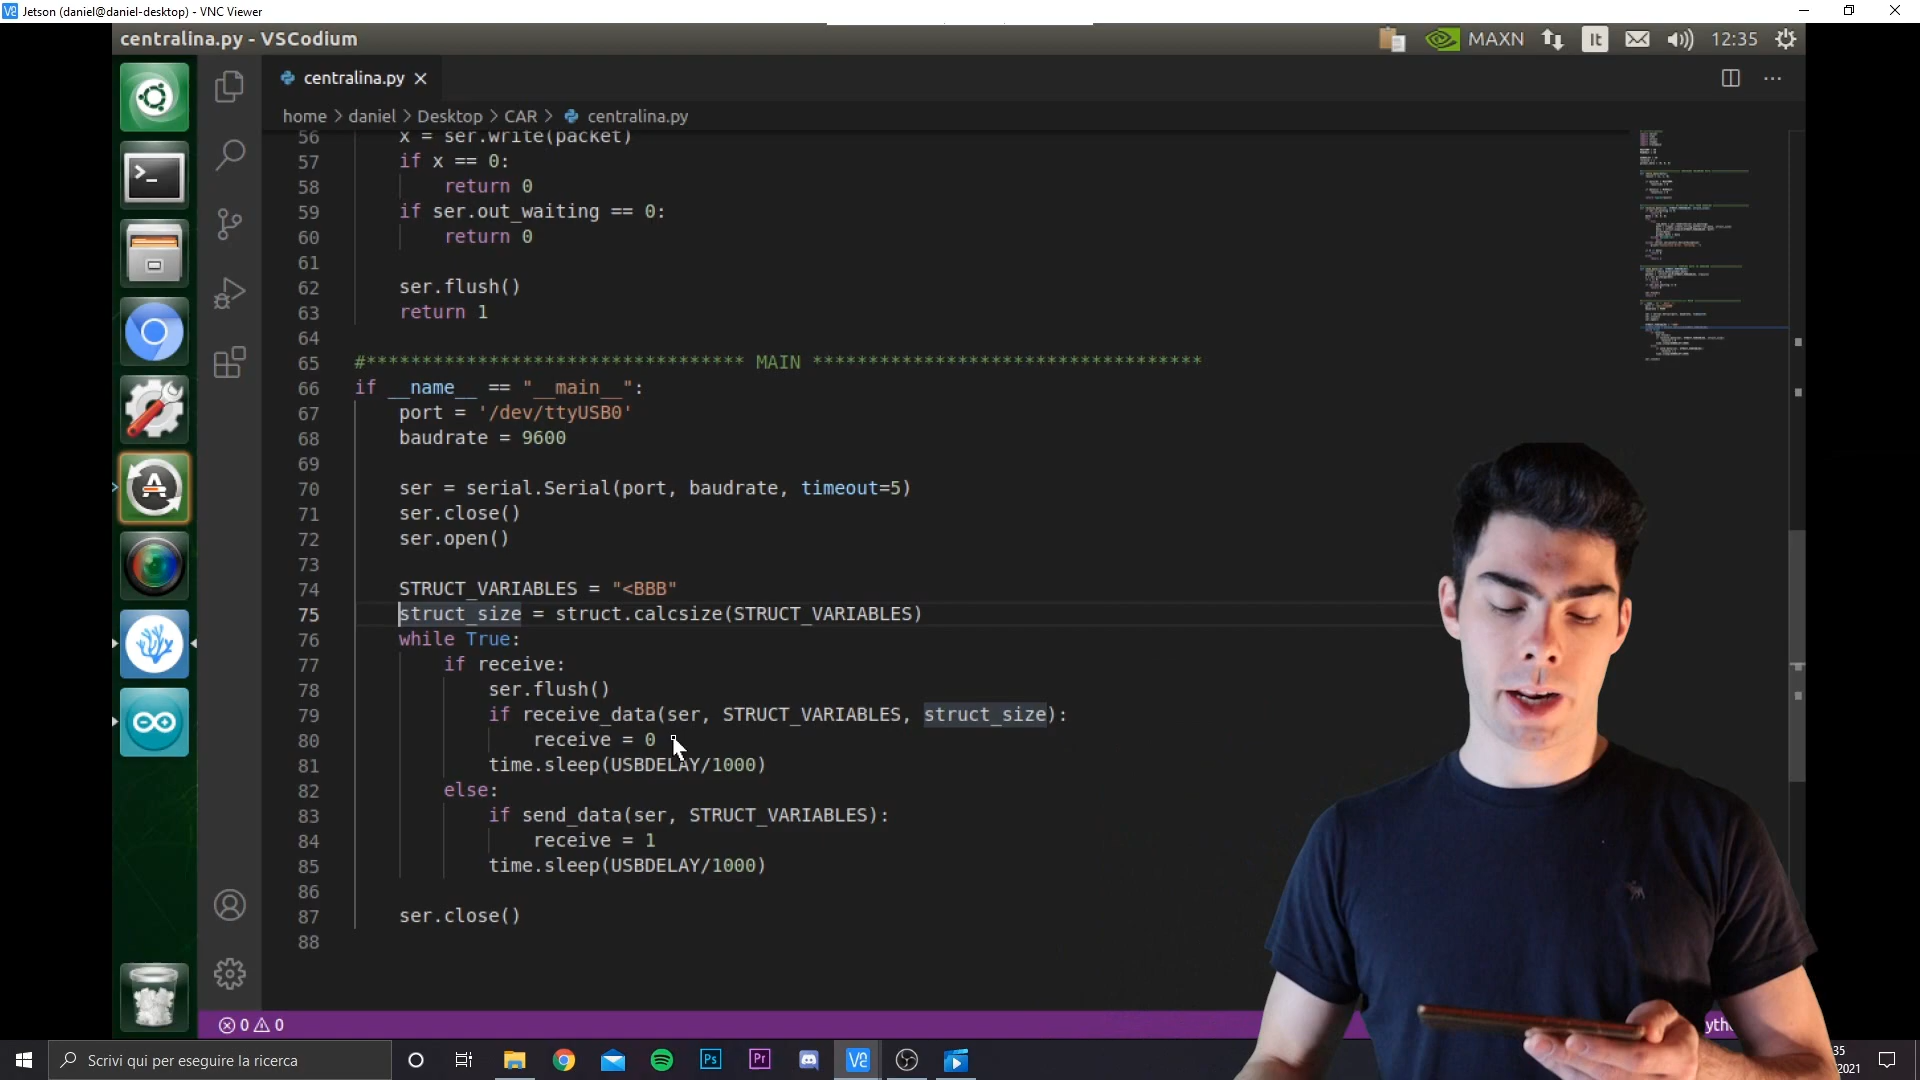 Jetson (daniel@daniel-desktop) - VNC Viewer
centralina.py - VSCodium
MAXN
It
12:35
centralina.py
home > daniel > Desktop > CAR > centralina.py
56 x = ser.write(packet)
57 if x == 0:
58 return 0
59 if ser.out_waiting == 0:
60 return 0
61
62 ser.flush()
63 return 1
64
65 #********************************** MAIN ***********************************
66 if __name__ == "__main__":
67 port = '/dev/ttyUSB0'
68 baudrate = 9600
69
70 ser = serial.Serial(port, baudrate, timeout=5)
71 ser.close()
72 ser.open()
73
74 STRUCT_VARIABLES = "<BBB"
75 struct_size = struct.calcsize(STRUCT_VARIABLES)
76 while True:
77 if receive:
78 ser.flush()
79 if receive_data(ser, STRUCT_VARIABLES, struct_size):
80 receive = 0
81 time.sleep(USBDELAY/1000)
82 else:
83 if send_data(ser, STRUCT_VARIABLES):
84 receive = 1
85 time.sleep(USBDELAY/1000)
86
87 ser.close()
88
0 0
Scrivi qui per eseguire la ricerca
Ps
Pr
VE
35
2021